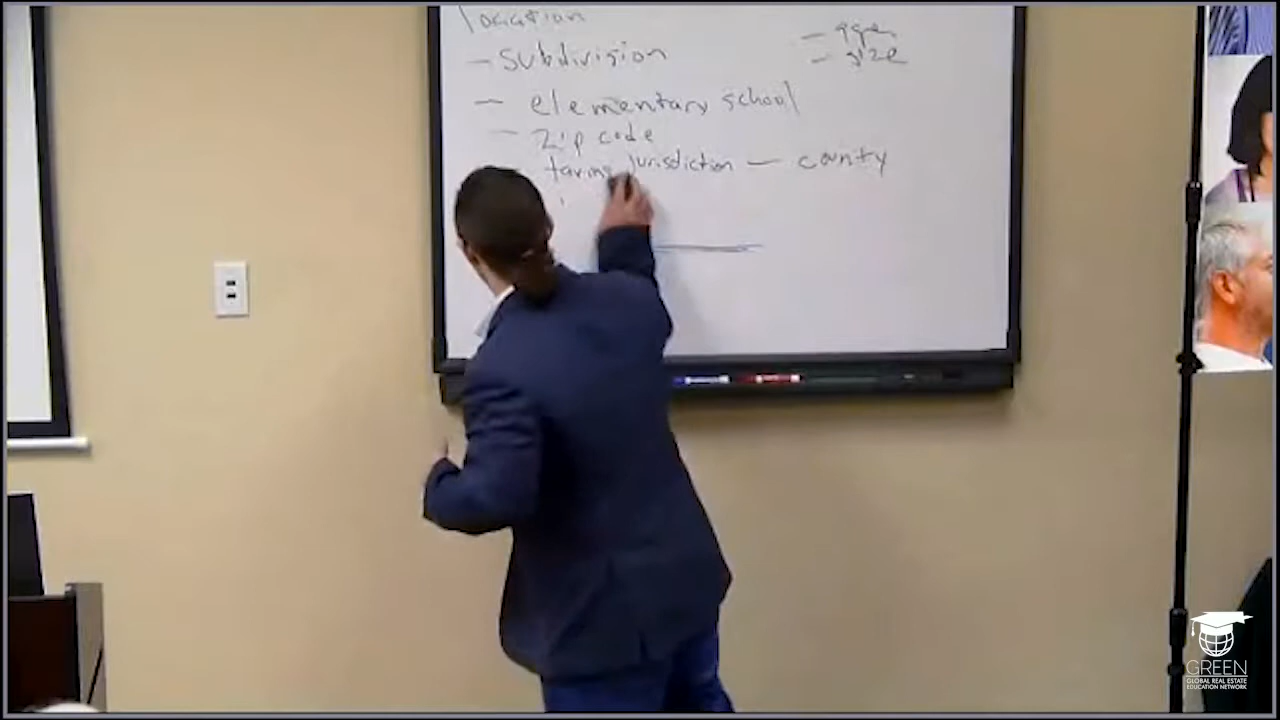 location
– subdivision
– elementary school
– zip code
taxing jurisdiction – county
– age
– size
GREEN
GLOBAL REAL ESTATE
EDUCATION NETWORK